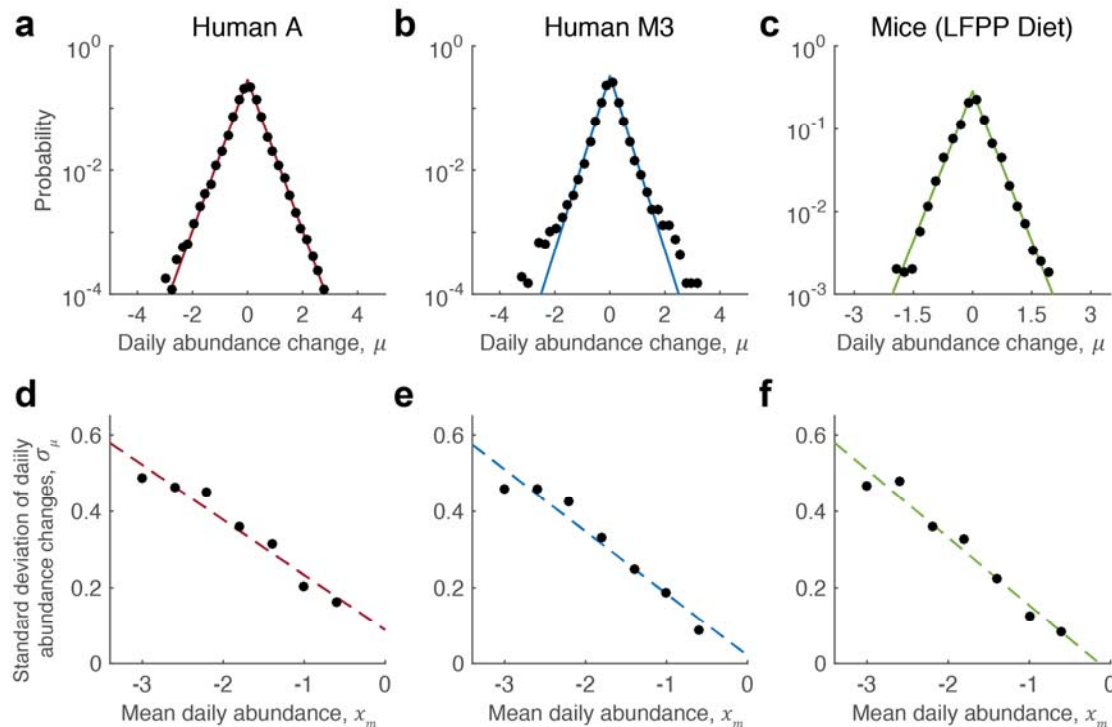 a Human A
b Human M3
c Mice (LFPP Diet)
Probability
10^0
10^-2
10^-4
-4 -2 0 2 4
Daily abundance change, μ
10^0
10^-2
10^-4
-4 -2 0 2 4
Daily abundance change, μ
10^0
10^-1
10^-2
10^-3
-3 -1.5 0 1.5 3
Daily abundance change, μ
d
e
f
Standard deviation of daiily
abundance changes, σ_μ
0.6
0.4
0.2
0
-3 -2 -1 0
Mean daily abundance, x_m
0.6
0.4
0.2
0
-3 -2 -1 0
Mean daily abundance, x_m
0.6
0.4
0.2
0
-3 -2 -1 0
Mean daily abundance, x_m